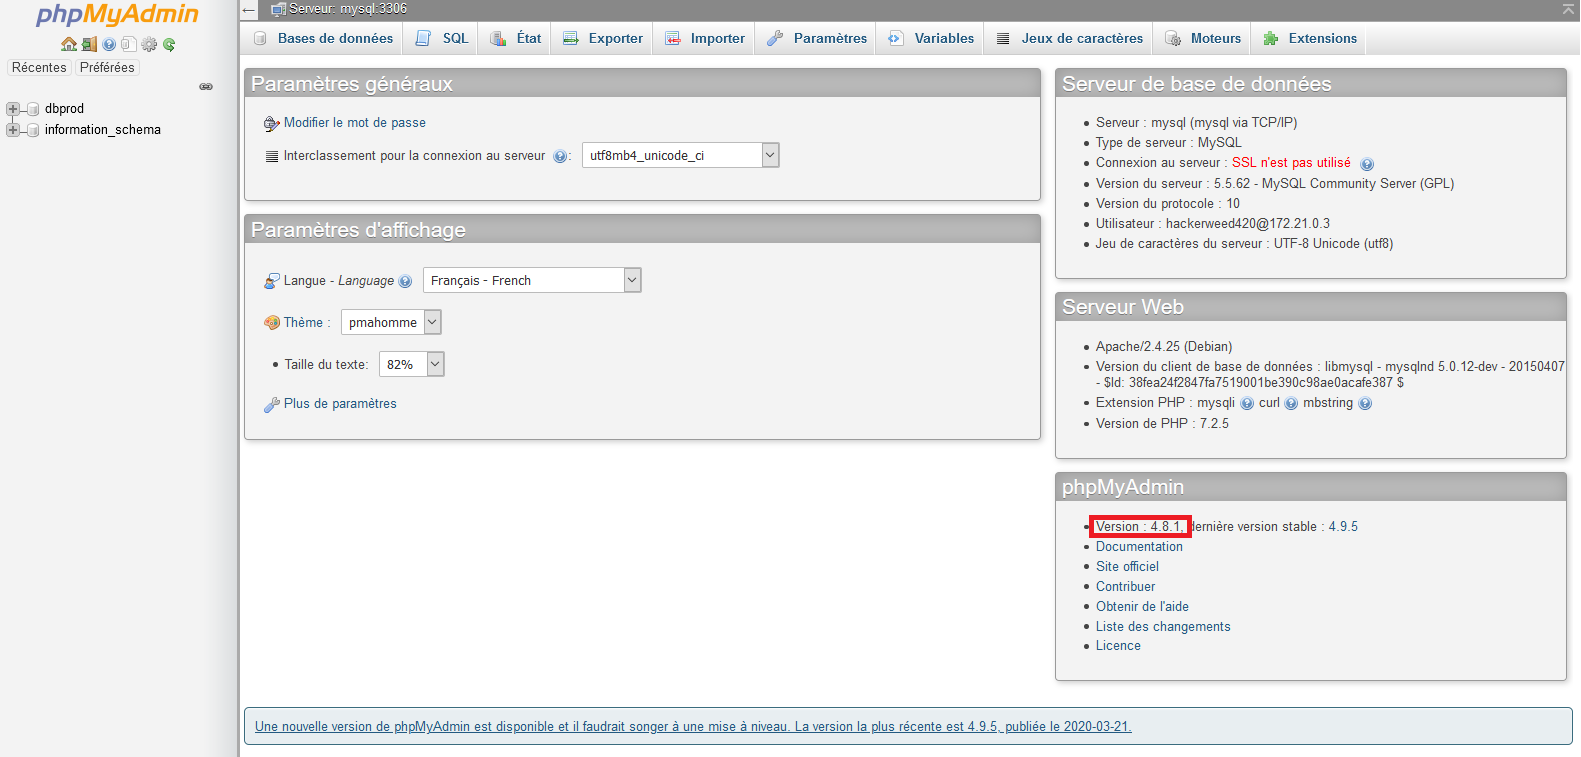 phpMyAdmin
Récentes Préférées
dbprod
information_schema
Serveur: mysql:3306
Bases de données SQL État Exporter Importer Paramètres Variables Jeux de caractères Moteurs Extensions
Paramètres généraux
Modifier le mot de passe
Interclassement pour la connexion au serveur : utf8mb4_unicode_ci
Paramètres d'affichage
Langue - Language Français - French
Thème : pmahomme
Taille du texte: 82%
Plus de paramètres
Serveur de base de données
Serveur : mysql (mysql via TCP/IP)
Type de serveur : MySQL
Connexion au serveur : SSL n'est pas utilisé
Version du serveur : 5.5.62 - MySQL Community Server (GPL)
Version du protocole : 10
Utilisateur : hackerweed420@172.21.0.3
Jeu de caractères du serveur : UTF-8 Unicode (utf8)
Serveur Web
Apache/2.4.25 (Debian)
Version du client de base de données : libmysql - mysqlnd 5.0.12-dev - 20150407
- $Id: 38fea24f2847fa7519001be390c98ae0acafe387 $
Extension PHP : mysqli curl mbstring
Version de PHP : 7.2.5
phpMyAdmin
Version : 4.8.1, dernière version stable : 4.9.5
Documentation
Site officiel
Contribuer
Obtenir de l'aide
Liste des changements
Licence
Une nouvelle version de phpMyAdmin est disponible et il faudrait songer à une mise à niveau. La version la plus récente est 4.9.5, publiée le 2020-03-21.